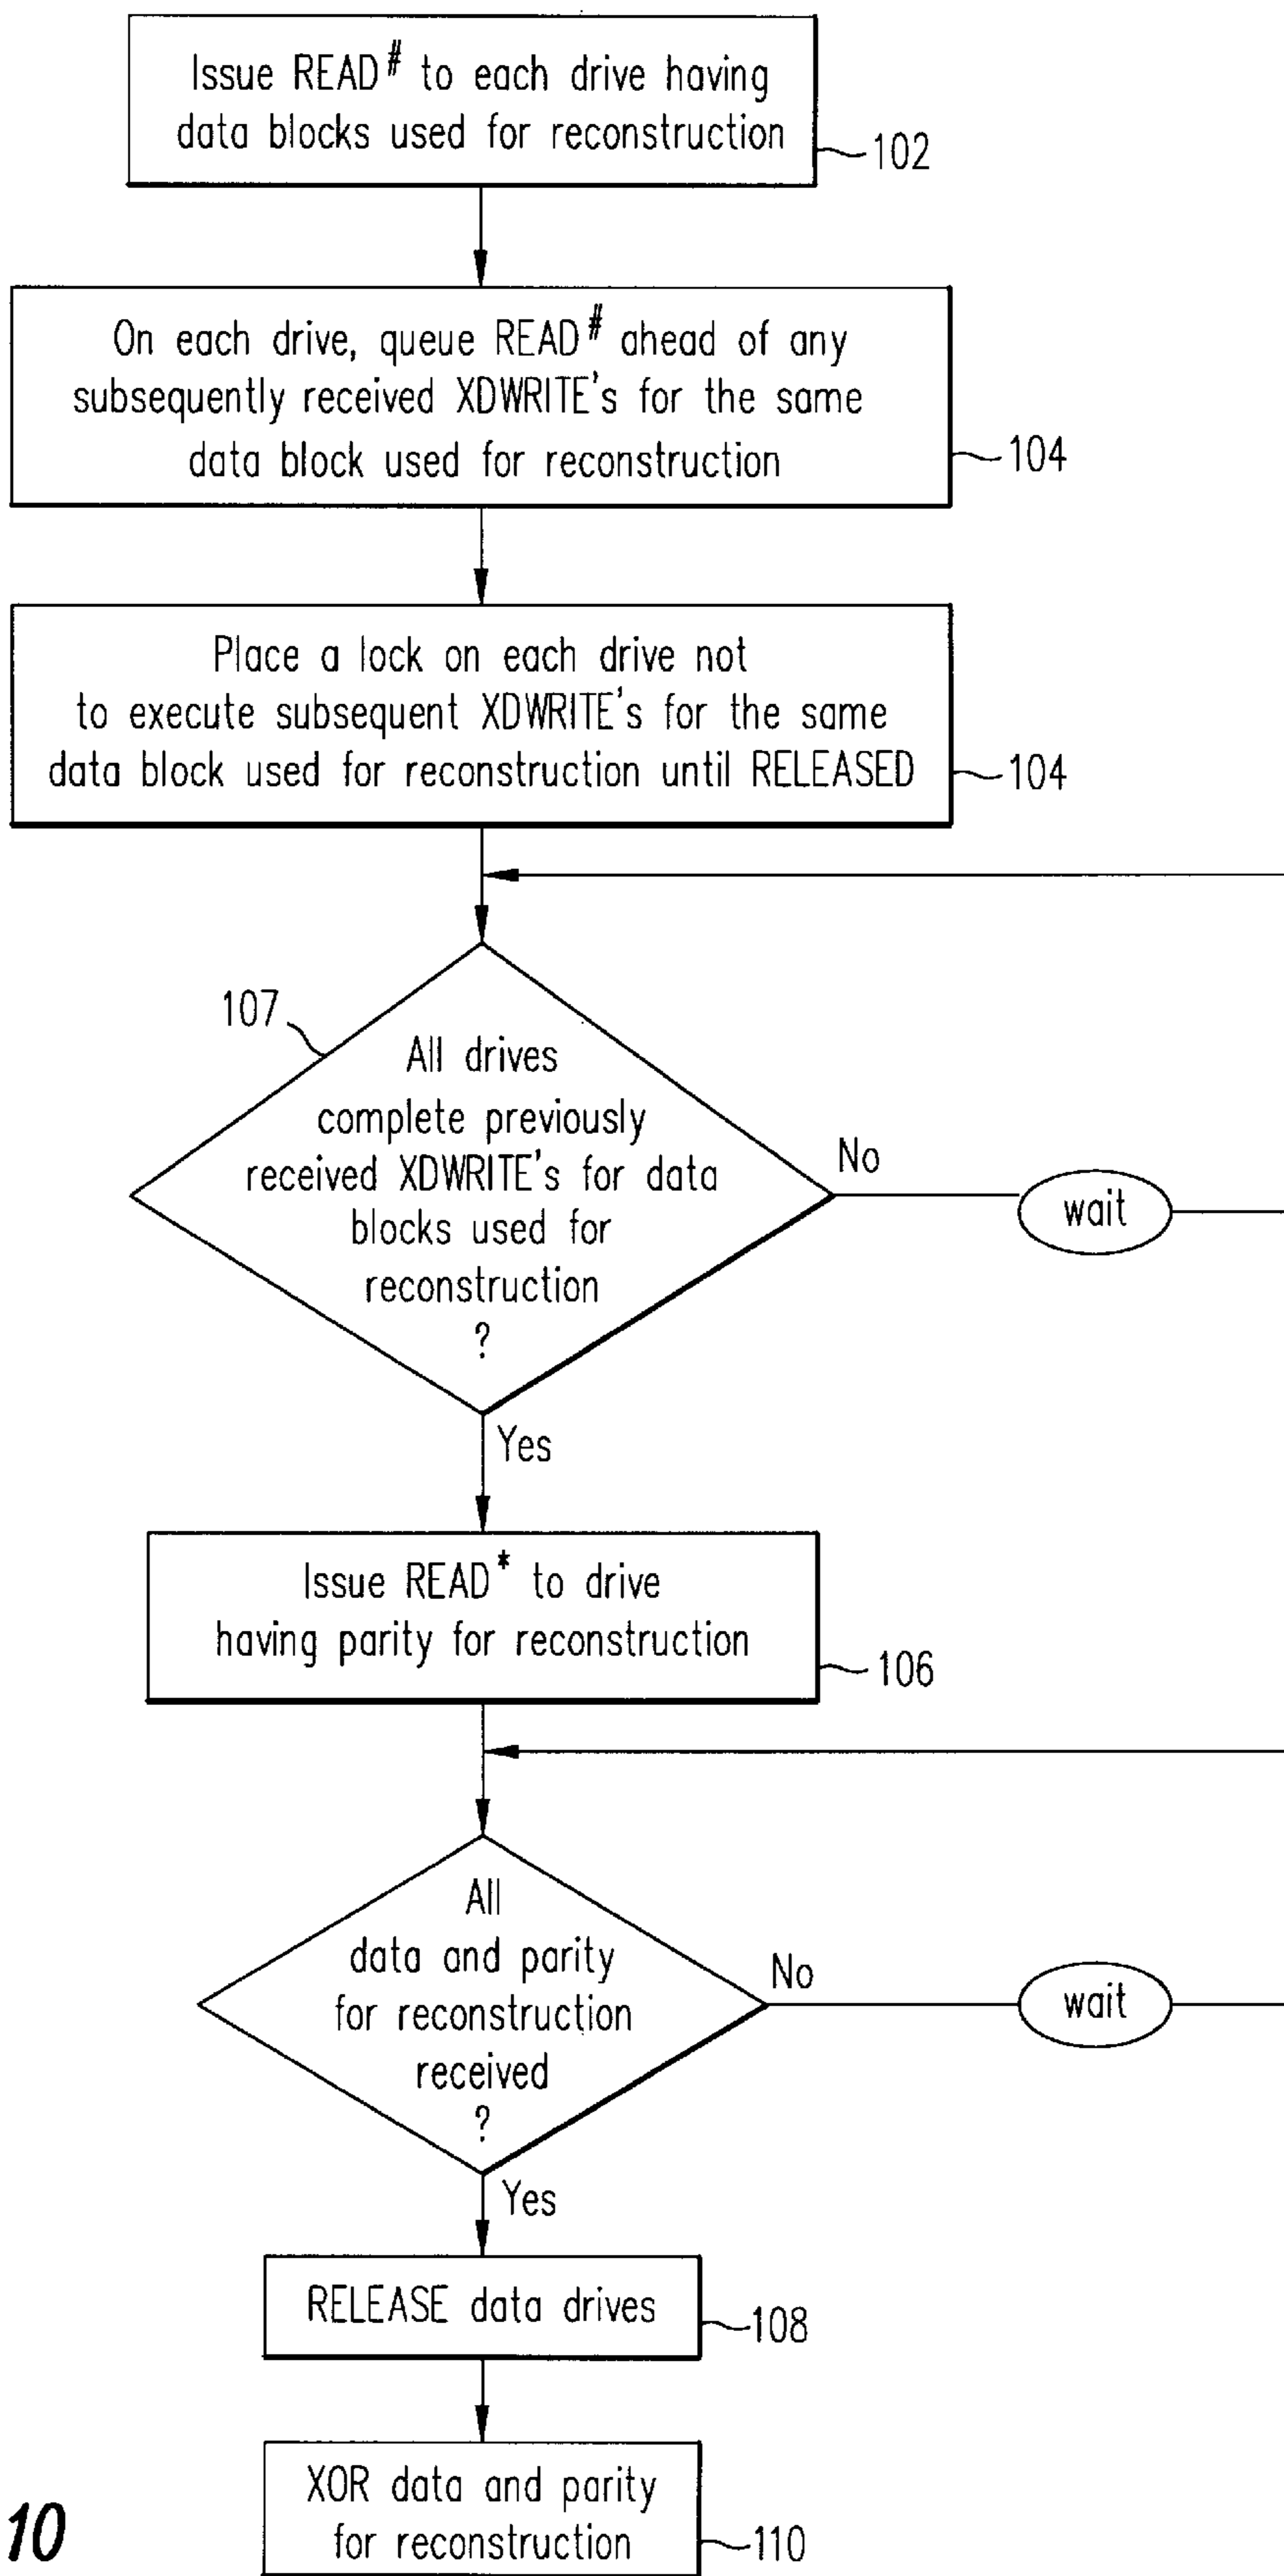 Issue READ# to each drive having
data blocks used for reconstruction
102
On each drive, queue READ# ahead of any
subsequently received XDWRITE's for the same
data block used for reconstruction
104
Place a lock on each drive not
to execute subsequent XDWRITE's for the same
data block used for reconstruction until RELEASED
104
107
All drives
complete previously
received XDWRITE's for data
blocks used for
reconstruction
?
No
wait
Yes
Issue READ* to drive
having parity for reconstruction
106
All
data and parity
for reconstruction
received
?
No
wait
Yes
RELEASE data drives
108
XOR data and parity
for reconstruction
110
10